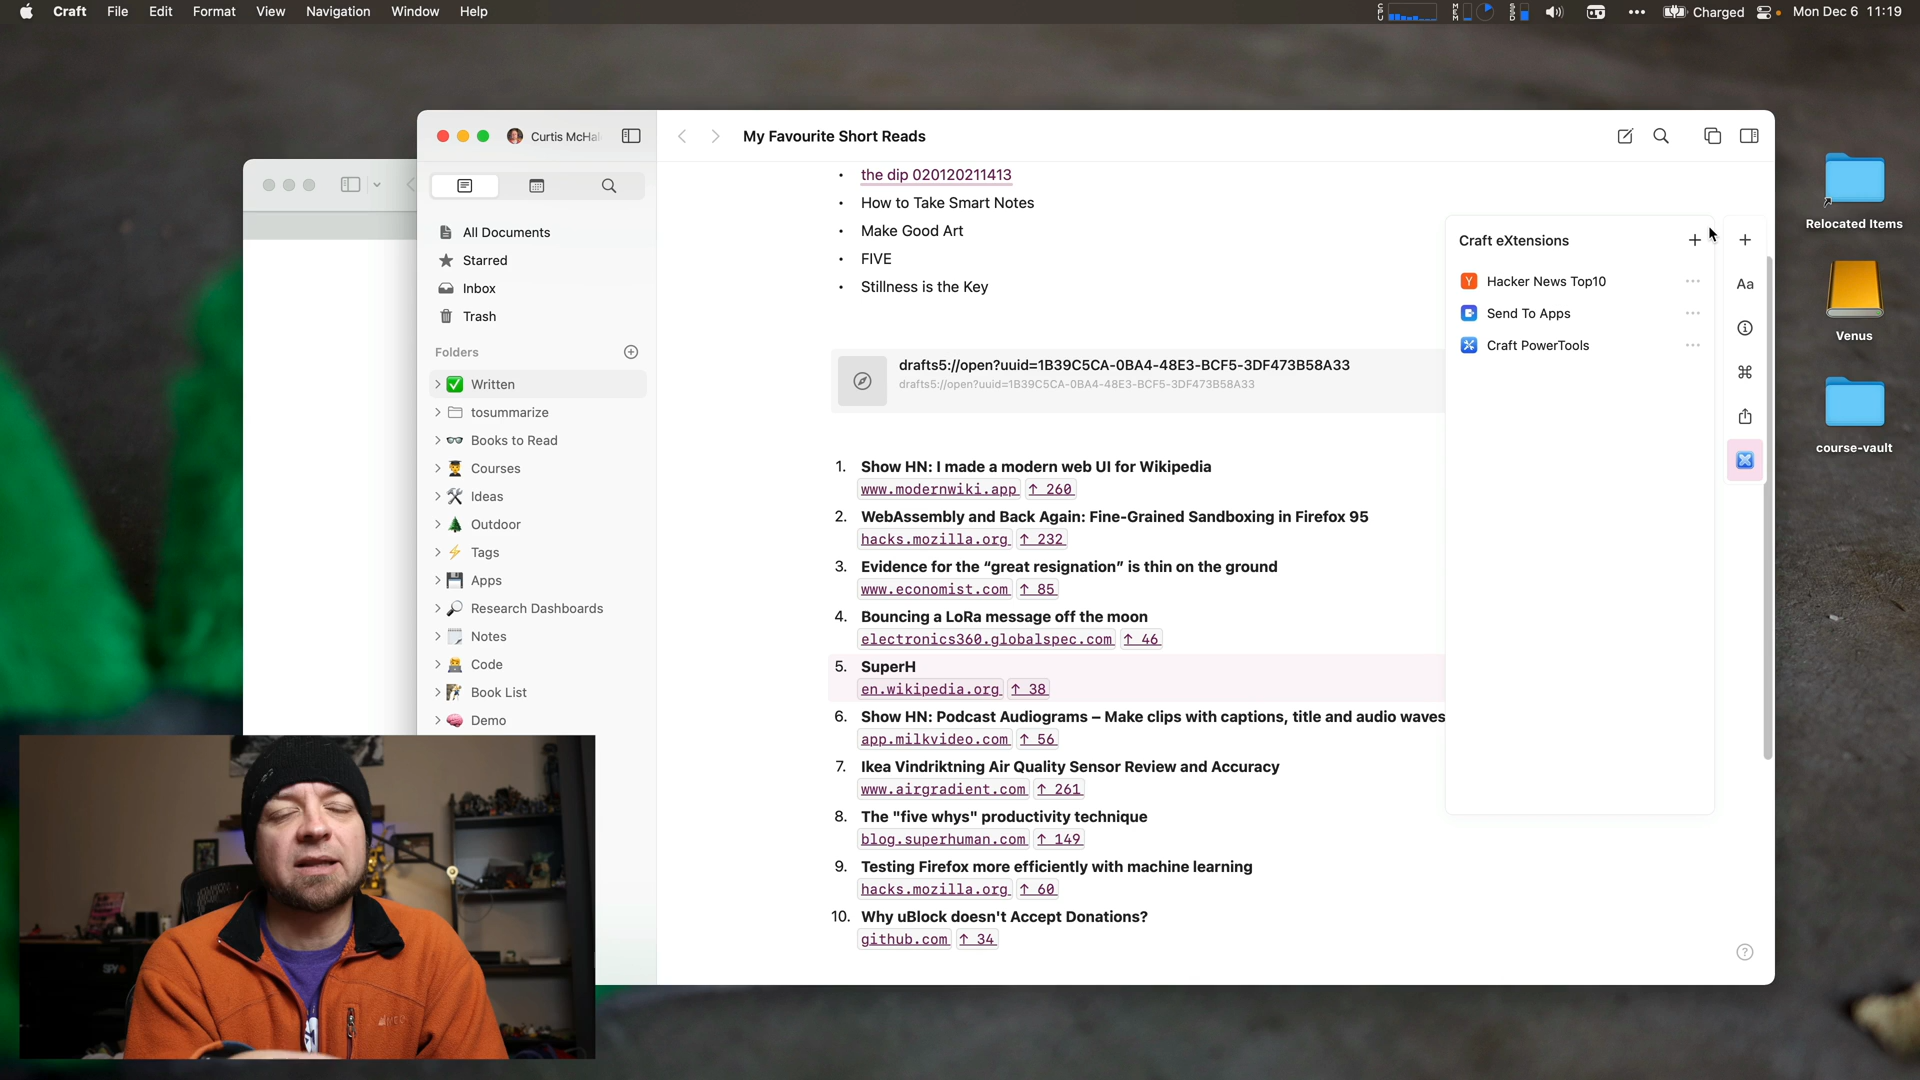 Craft File Edit Format View Navigation Window Help
CPU MEM SSD Charged Mon Dec 6 11:19
My Favourite Short Reads
All Documents
Starred
Inbox
Trash
Folders
Written
tosummarize
Books to Read
Courses
Ideas
Outdoor
Tags
Apps
Research Dashboards
Notes
Code
Book List
Demo
• the dip 020120211413
• How to Take Smart Notes
• Make Good Art
• FIVE
• Stillness is the Key
drafts5://open?uuid=1B39C5CA-0BA4-48E3-BCF5-3DF473B58A33
drafts5://open?uuid=1B39C5CA-0BA4-48E3-BCF5-3DF473B58A33
1. Show HN: I made a modern web UI for Wikipedia
www.modernwiki.app ↑ 260
2. WebAssembly and Back Again: Fine-Grained Sandboxing in Firefox 95
hacks.mozilla.org ↑ 232
3. Evidence for the “great resignation” is thin on the ground
www.economist.com ↑ 85
4. Bouncing a LoRa message off the moon
electronics360.globalspec.com ↑ 46
5. SuperH
en.wikipedia.org ↑ 38
6. Show HN: Podcast Audiograms – Make clips with captions, title and audio waves
app.milkvideo.com ↑ 56
7. Ikea Vindriktning Air Quality Sensor Review and Accuracy
www.airgradient.com ↑ 261
8. The "five whys" productivity technique
blog.superhuman.com ↑ 149
9. Testing Firefox more efficiently with machine learning
hacks.mozilla.org ↑ 60
10. Why uBlock doesn't Accept Donations?
github.com ↑ 34
Craft eXtensions
Hacker News Top10
Send To Apps
Craft PowerTools
Aa
Relocated Items
Venus
course-vault
Curtis